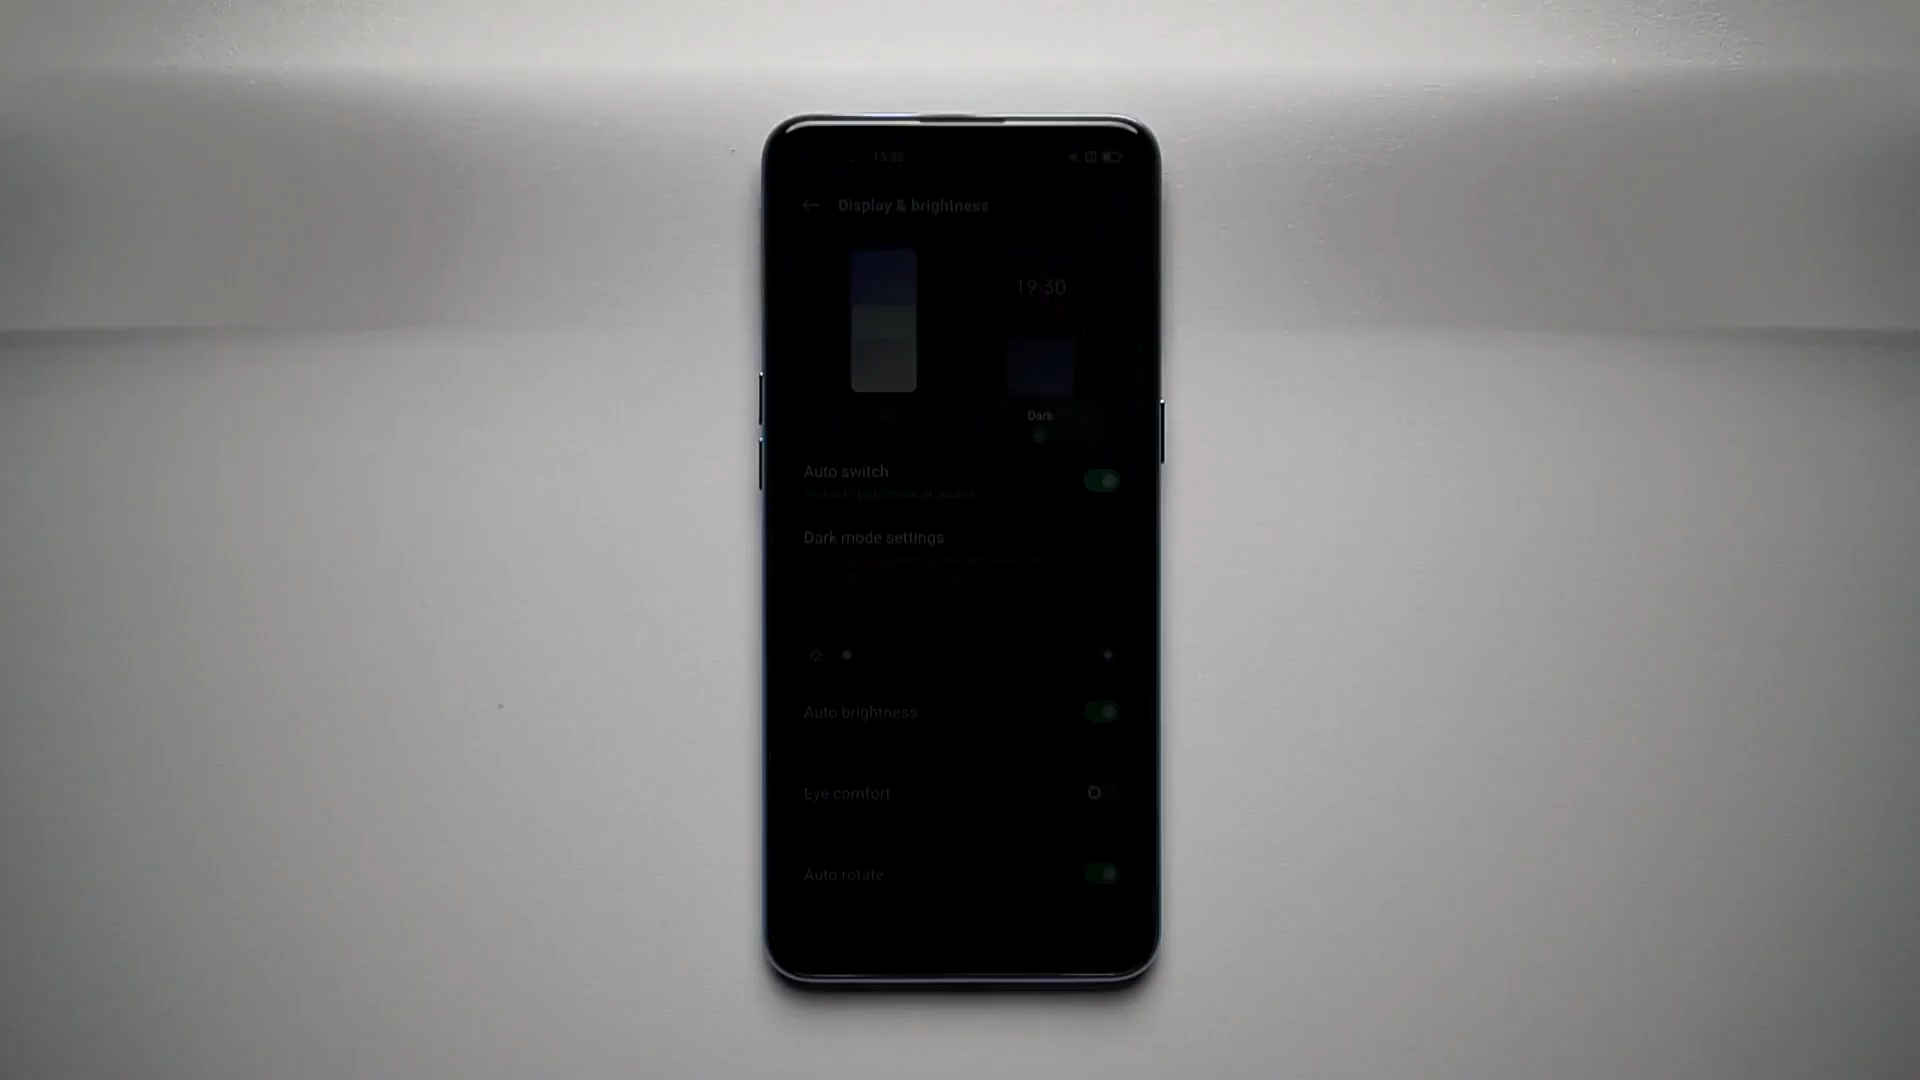 Display & brightness
19:30
Dark
Auto switch
Dark mode settings
Auto brightness
Eye comfort
Auto rotate